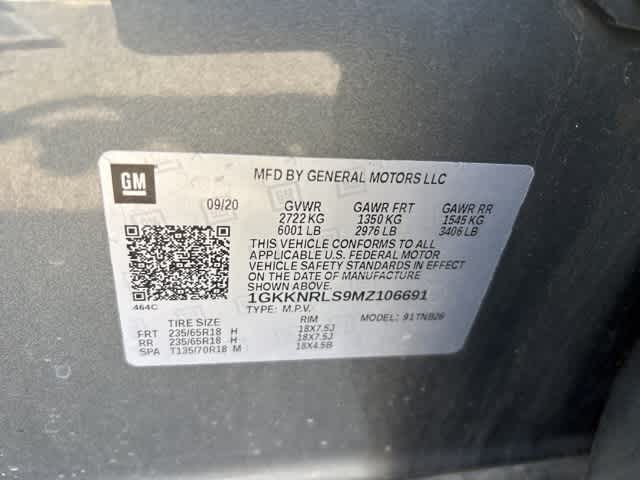 GM
MFD BY GENERAL MOTORS LLC
09/20 GVWR GAWR FRT GAWR RR
2722 KG 1350 KG 1545 KG
6001 LB 2976 LB 3406 LB
THIS VEHICLE CONFORMS TO ALL
APPLICABLE U.S. FEDERAL MOTOR
VEHICLE SAFETY STANDARDS IN EFFECT
ON THE DATE OF MANUFACTURE
SHOWN ABOVE.
1GKKNRLS9MZ106691
464C TYPE: M.P.V. MODEL: 91TNB26
TIRE SIZE RIM
FRT 235/65R18 H 18X7.5J
RR 235/65R18 H 18X7.5J
SPA T135/70R18 M 18X4.5B